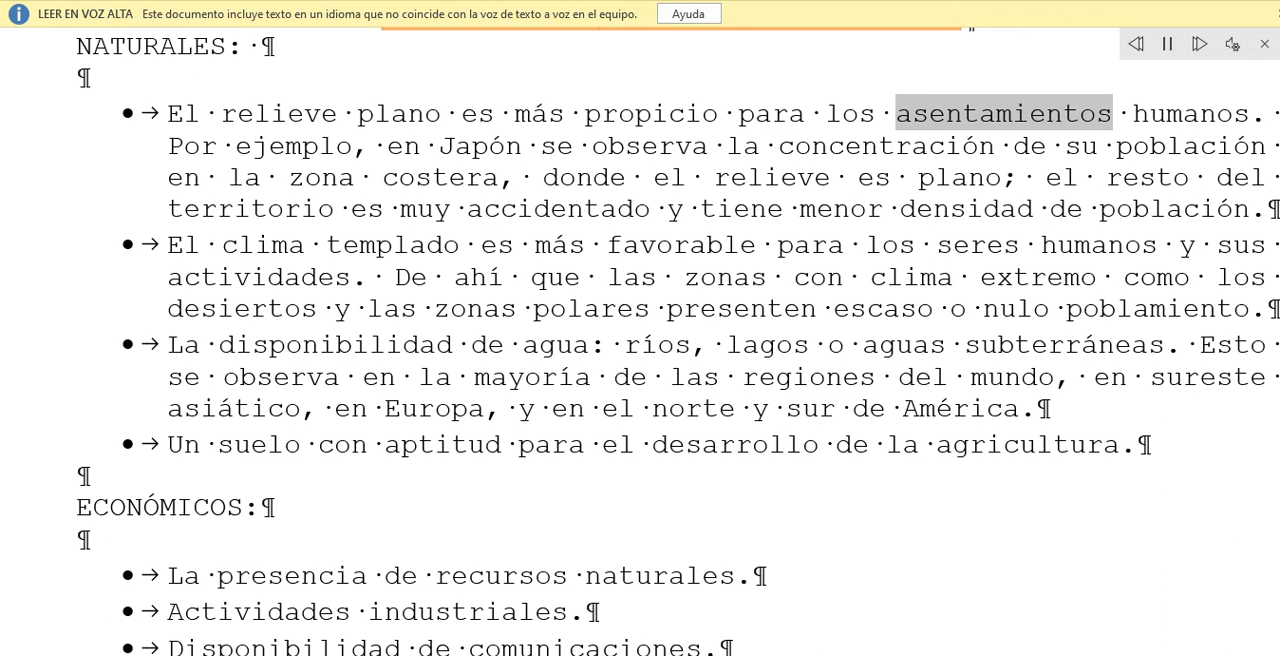 LEER EN VOZ ALTA Este documento incluye texto en un idioma que no coincide con la voz de texto a voz en el equipo. Ayuda
NATURALES:
El relieve plano es más propicio para los asentamientos humanos.
Por ejemplo, en Japón se observa la concentración de su población
en la zona costera, donde el relieve es plano; el resto del
territorio es muy accidentado y tiene menor densidad de población.
El clima templado es más favorable para los seres humanos y sus
actividades. De ahí que las zonas con clima extremo como los
desiertos y las zonas polares presenten escaso o nulo poblamiento.
La disponibilidad de agua: ríos, lagos o aguas subterráneas. Esto
se observa en la mayoría de las regiones del mundo, en sureste
asiático, en Europa, y en el norte y sur de América.
Un suelo con aptitud para el desarrollo de la agricultura.
ECONÓMICOS:
La presencia de recursos naturales.
Actividades industriales.
Disponibilidad de comunicaciones.